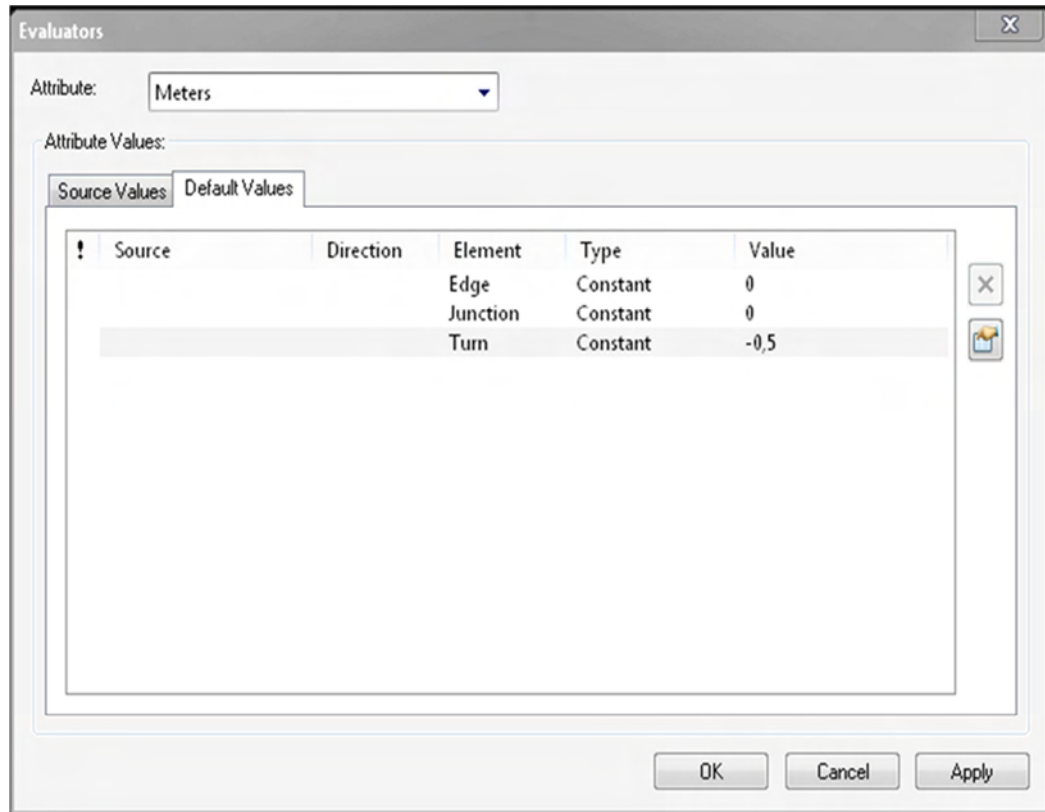 Evaluators
Attribute: Meters
Attribute Values:
Source Values Default Values
! Source Direction Element Type Value
Edge Constant 0
Junction Constant 0
Turn Constant -0,5
OK Cancel Apply